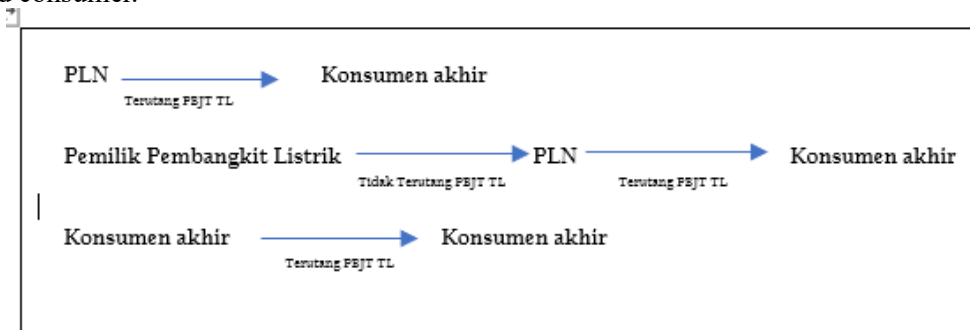 PLN Konsumen akhir
Terutang PBJT TL
Pemilik Pembangkit Listrik PLN Konsumen akhir
Tidak Terutang PBJT TL Terutang PBJT TL
Konsumen akhir Konsumen akhir
Terutang PBJT TL